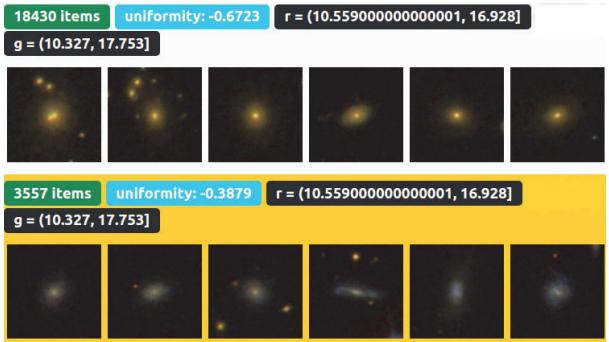 18430 items uniformity: -0.6723 r = (10.559000000000001, 16.928]
g = (10.327, 17.753]
3557 items uniformity: -0.3879 r = (10.559000000000001, 16.928]
g = (10.327, 17.753]